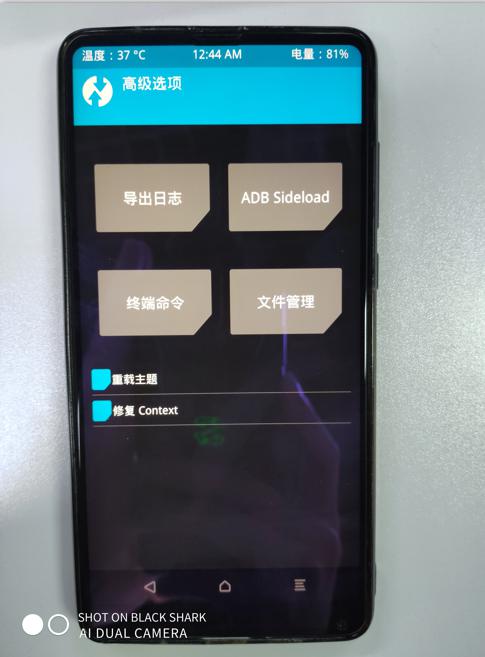 温度：37 °C 12:44 AM 电量：81%
高级选项
导出日志 ADB Sideload
终端命令 文件管理
重载主题
修复 Context
SHOT ON BLACK SHARK
AI DUAL CAMERA